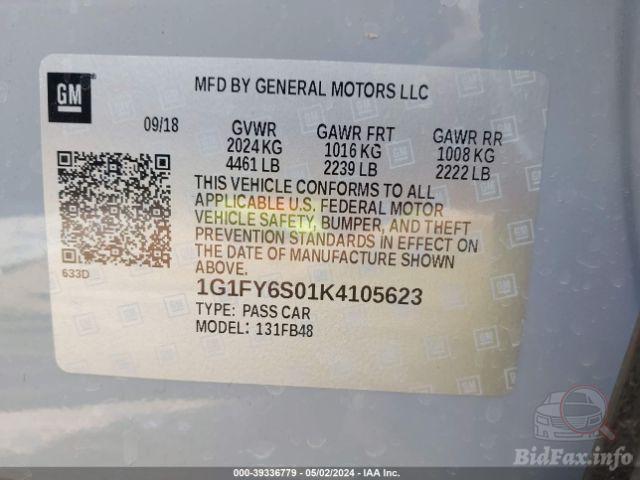 GM
MFD BY GENERAL MOTORS LLC
09/18
GVWR
2024 KG
4461 LB
GAWR FRT
1016 KG
2239 LB
GAWR RR
1008 KG
2222 LB
THIS VEHICLE CONFORMS TO ALL
APPLICABLE U.S. FEDERAL MOTOR
VEHICLE SAFETY, BUMPER, AND THEFT
PREVENTION STANDARDS IN EFFECT ON
THE DATE OF MANUFACTURE SHOWN
ABOVE.
633D
1G1FY6S01K4105623
TYPE: PASS CAR
MODEL: 131FB48
BidFax.info
000-39336779 - 05/02/2024 - IAA Inc.